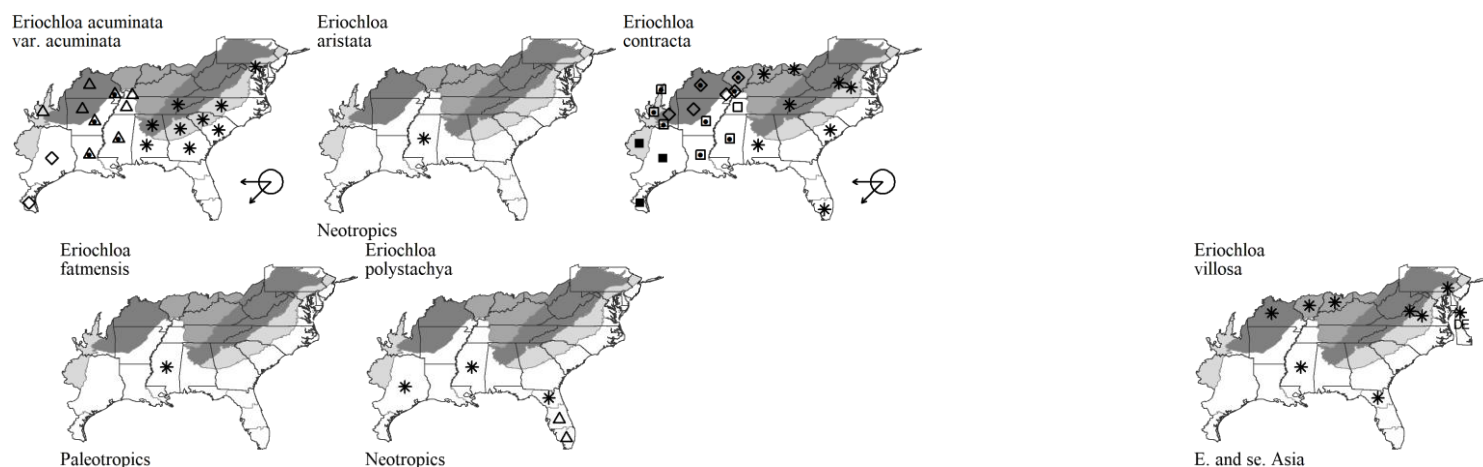 Eriochloa acuminata
var. acuminata
Eriochloa
aristata
Eriochloa
contracta
Neotropics
Eriochloa
fatmensis
Eriochloa
polystachya
Eriochloa
villosa
DE
Paleotropics
Neotropics
E. and se. Asia